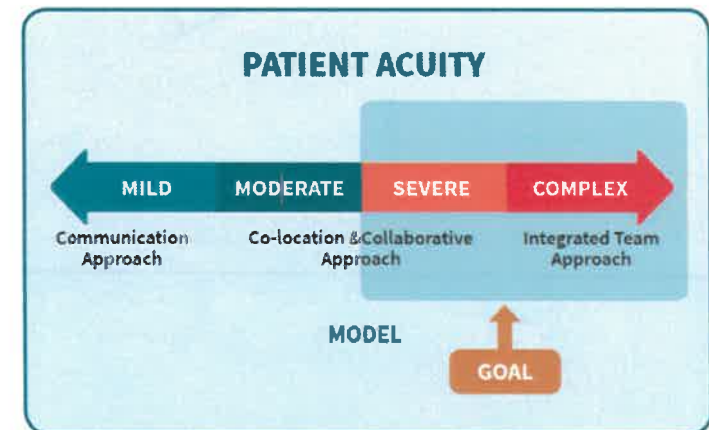 PATIENT ACUITY
MILD MODERATE SEVERE COMPLEX
Communication Co-location &Collaborative Integrated Team
Approach Approach Approach
MODEL
GOAL